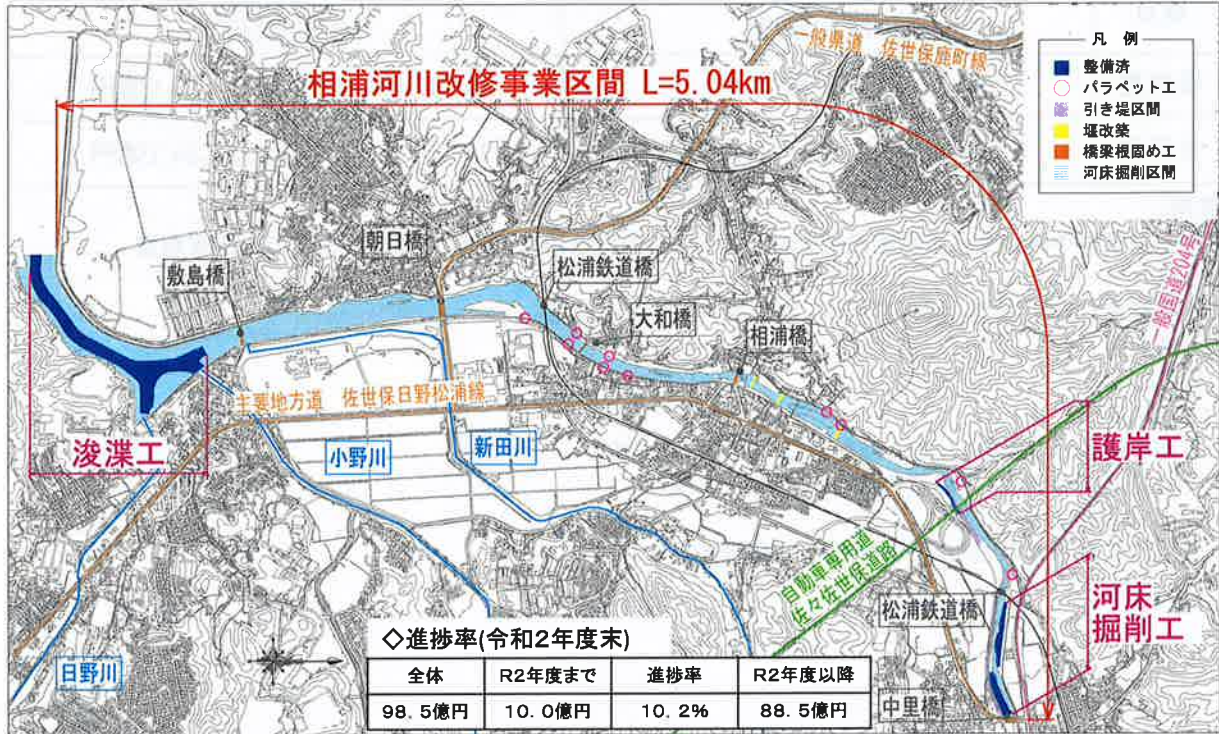 一般県道 佐世保鹿町線
凡 例
整備済
パラペット工
引き堤区間
堰改築
橋梁根固め工
河床掘削区間
相浦河川改修事業区間 L=5.04km
一般国道204号
朝日橋
敷島橋
松浦鉄道橋
大和橋
相浦橋
主要地方道 佐世保日野松浦線
浚渫工
小野川
新田川
護岸工
自動車専用道
佐々佐世保道路
松浦鉄道橋
河床
掘削工
日野川
中里橋
◇進捗率(令和2年度末)
全体 R2年度まで 進捗率 R2年度以降
98.5億円 10.0億円 10.2% 88.5億円